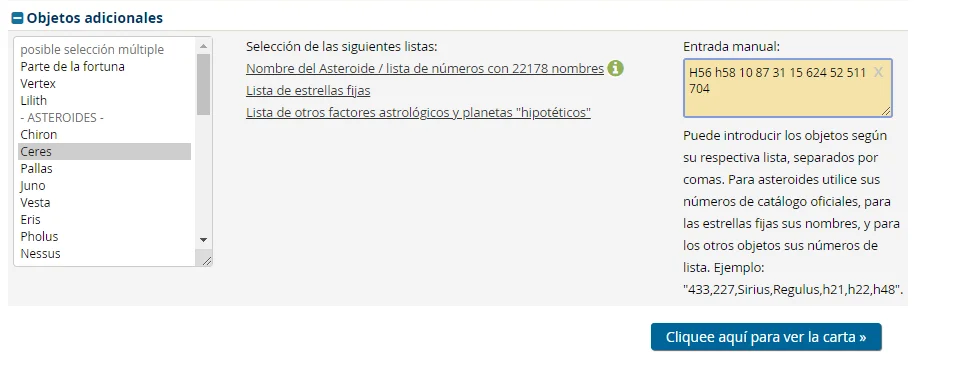 Objetos adicionales
posible selección múltiple
Parte de la fortuna
Vertex
Lilith
- ASTEROIDES -
Chiron
Ceres
Pallas
Juno
Vesta
Eris
Pholus
Nessus
Selección de las siguientes listas:
Nombre del Asteroide / lista de números con 22178 nombres
Lista de estrellas fijas
Lista de otros factores astrológicos y planetas "hipotéticos"
Entrada manual:
H56 h58 10 87 31 15 624 52 511 X
704
Puede introducir los objetos según
su respectiva lista, separados por
comas. Para asteroides utilice sus
números de catálogo oficiales, para
las estrellas fijas sus nombres, y para
los otros objetos sus números de
lista. Ejemplo:
"433,227,Sirius,Regulus,h21,h22,h48".
Cliquee aquí para ver la carta »